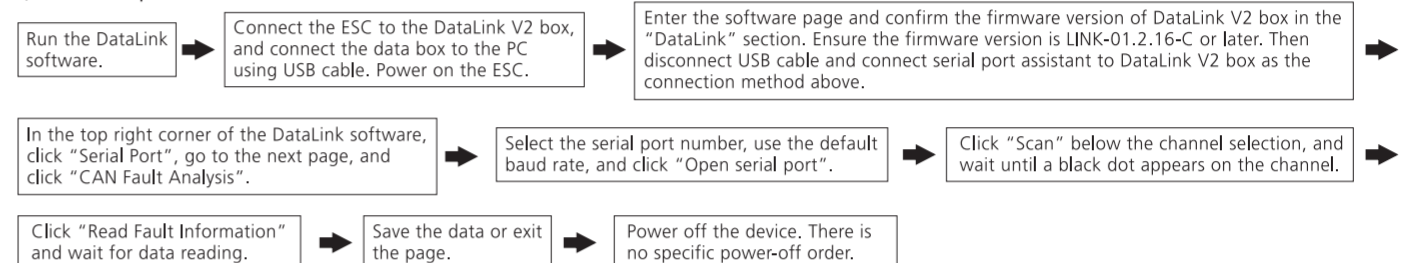 Run the DataLink
software.
Connect the ESC to the DataLink V2 box,
and connect the data box to the PC
using USB cable. Power on the ESC.
Enter the software page and confirm the firmware version of DataLink V2 box in the
“DataLink” section. Ensure the firmware version is LINK-01.2.16-C or later. Then
disconnect USB cable and connect serial port assistant to DataLink V2 box as the
connection method above.
In the top right corner of the DataLink software,
click “Serial Port”, go to the next page, and
click “CAN Fault Analysis”.
Select the serial port number, use the default
baud rate, and click “Open serial port”.
Click “Scan” below the channel selection, and
wait until a black dot appears on the channel.
Click “Read Fault Information”
and wait for data reading.
Save the data or exit
the page.
Power off the device. There is
no specific power-off order.